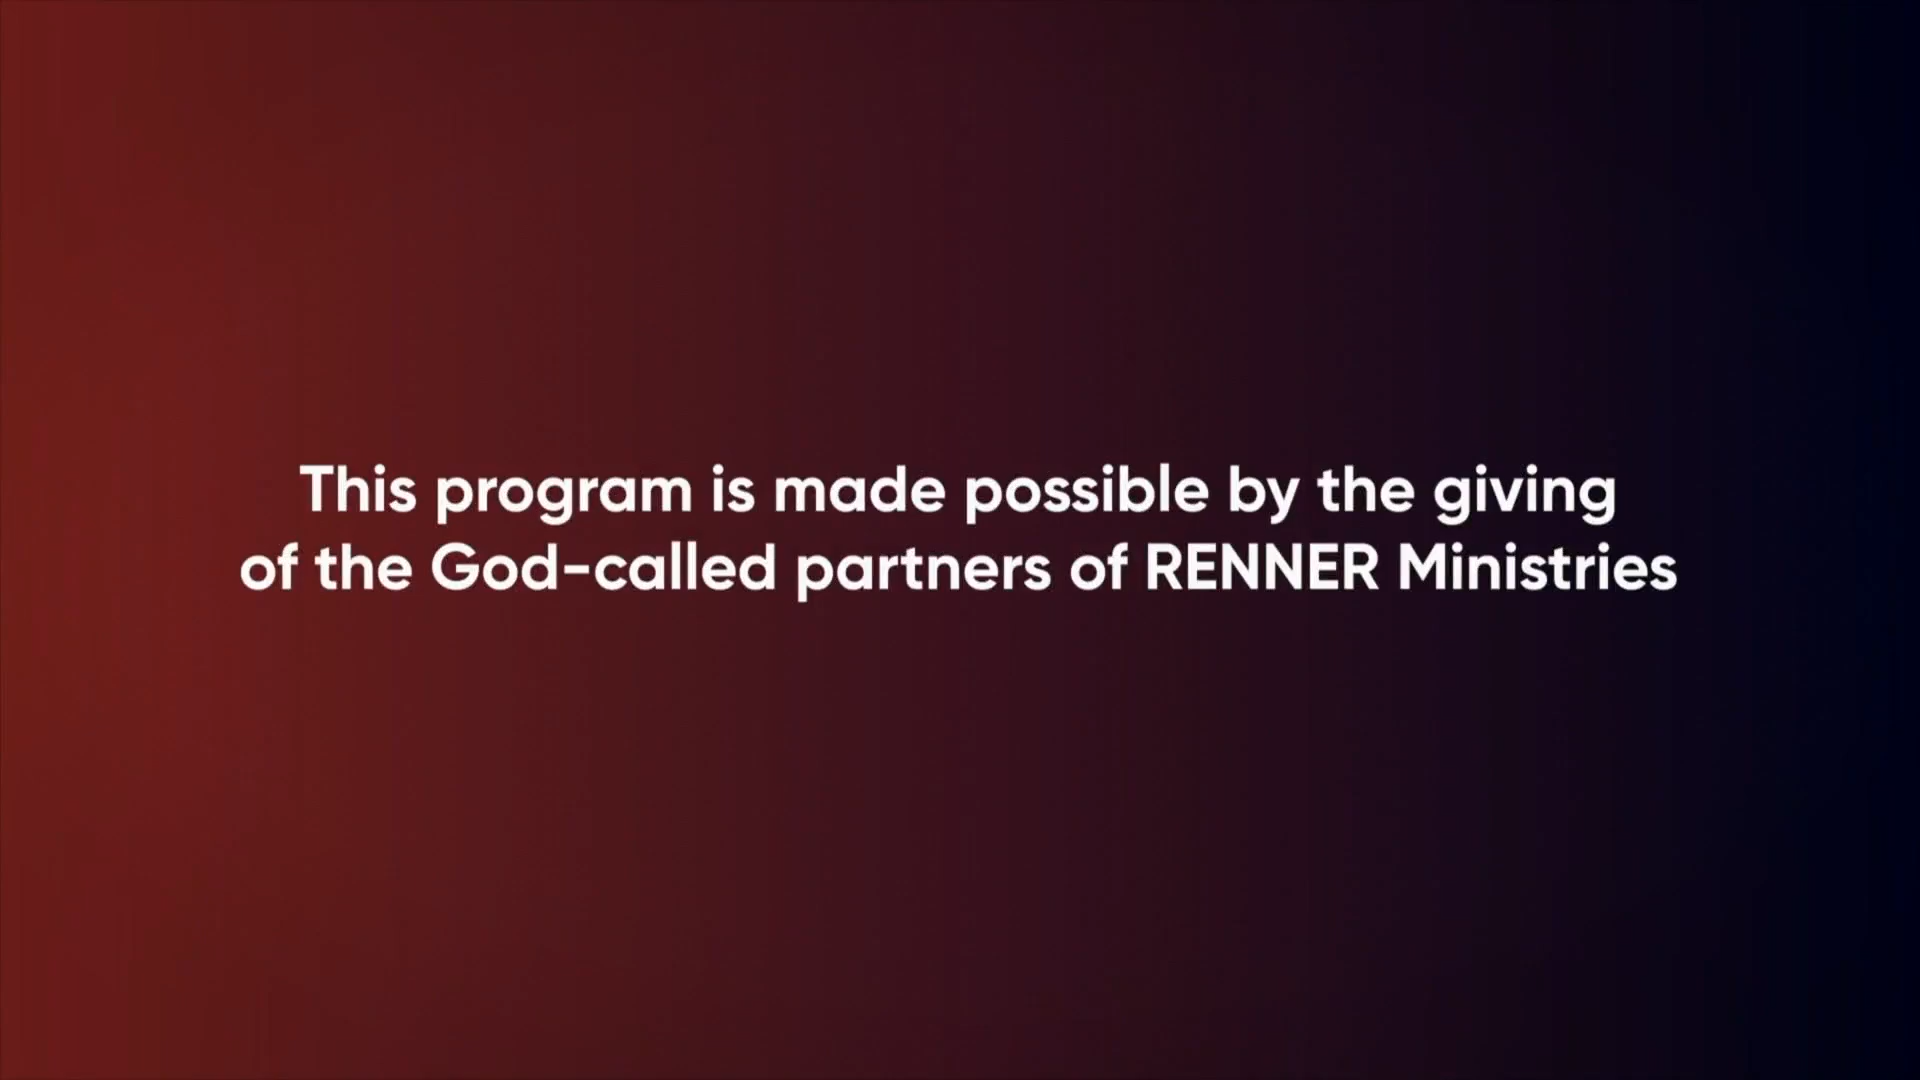 This program is made possible by the giving
of the God-called partners of RENNER Ministries